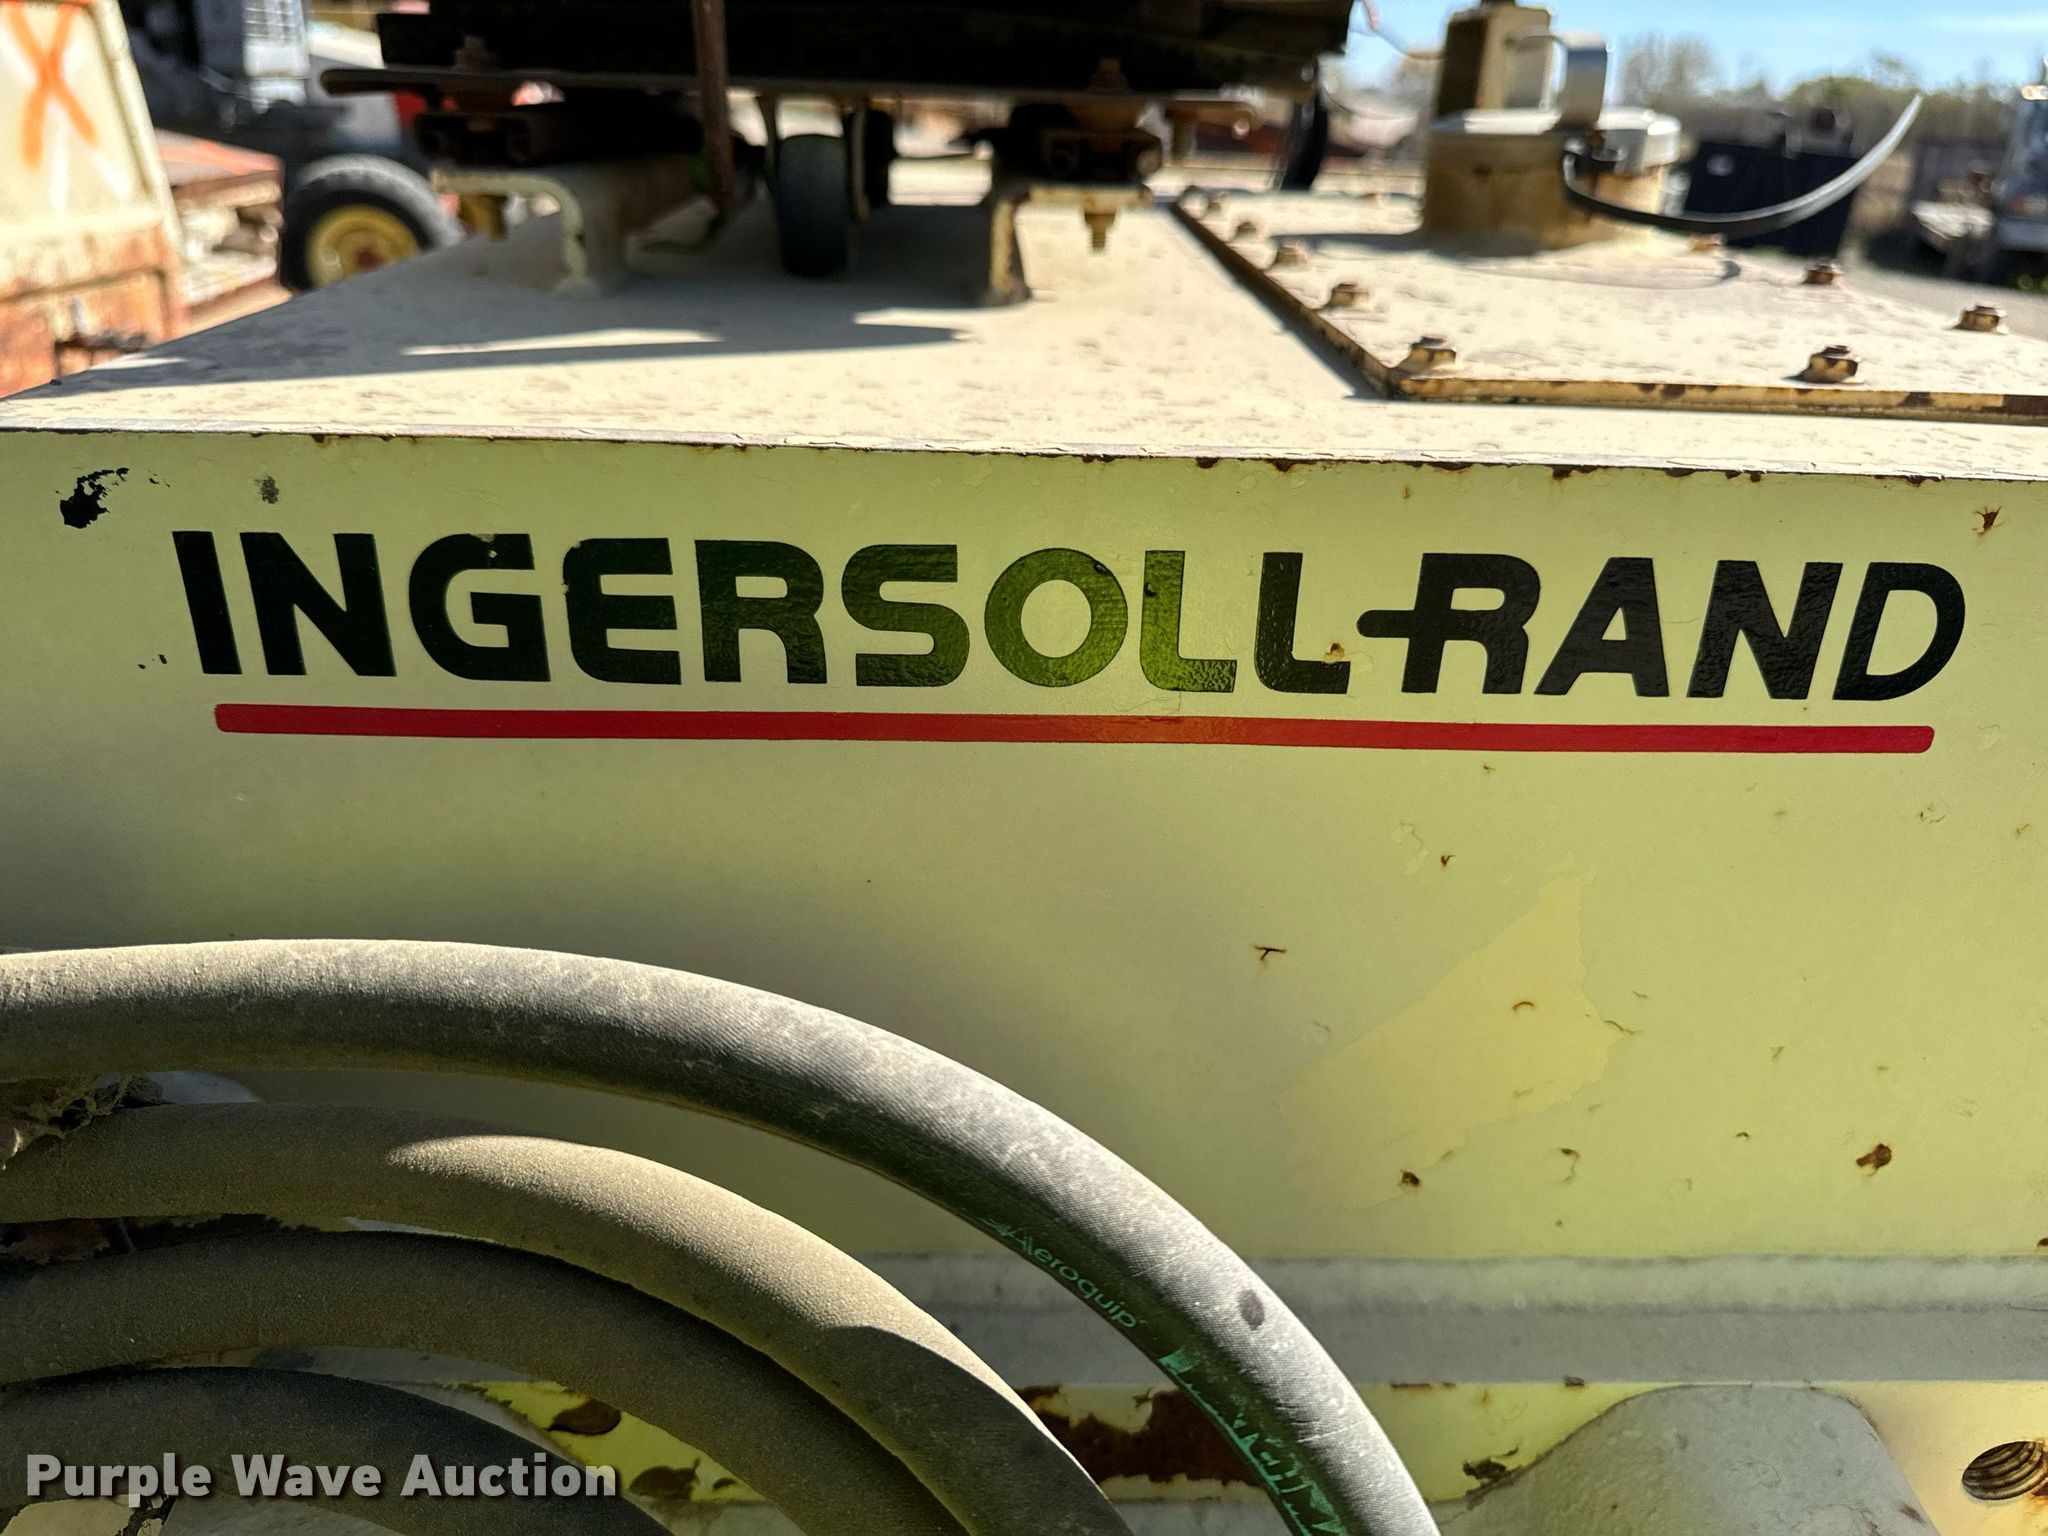 INGERSOLL-RAND
Aeroquip
Purple Wave Auction